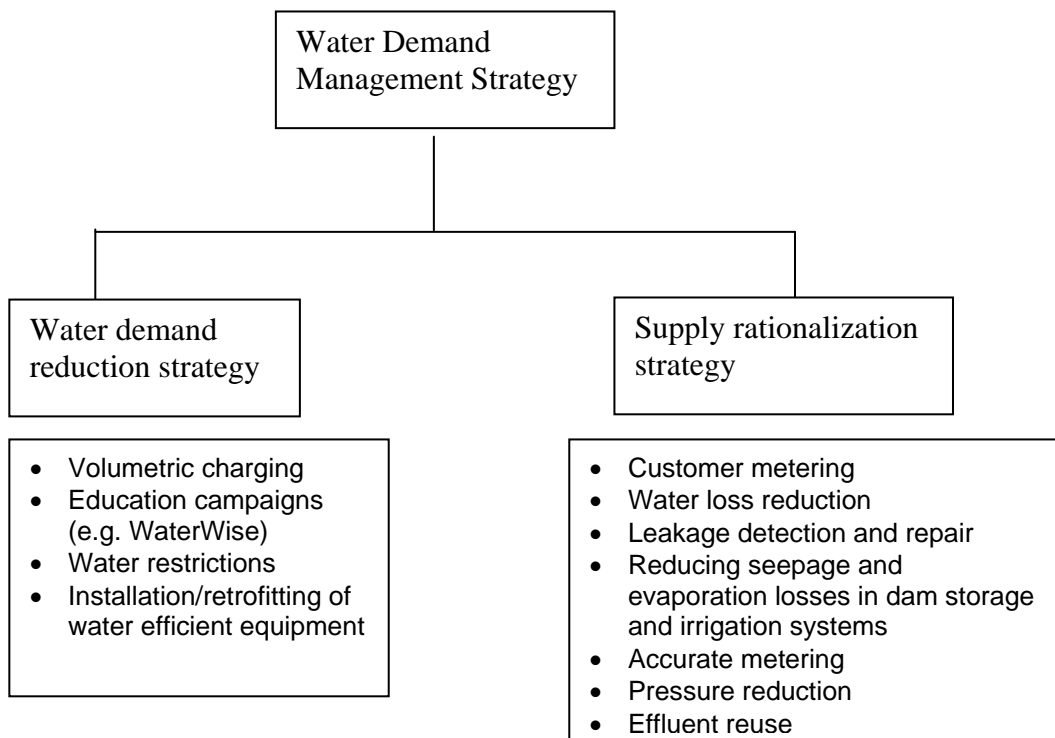 Water Demand
Management Strategy
Water demand
reduction strategy
Supply rationalization
strategy
• Volumetric charging
• Education campaigns
(e.g. WaterWise)
• Water restrictions
• Installation/retrofitting of
water efficient equipment
• Customer metering
• Water loss reduction
• Leakage detection and repair
• Reducing seepage and
evaporation losses in dam storage
and irrigation systems
• Accurate metering
• Pressure reduction
• Effluent reuse